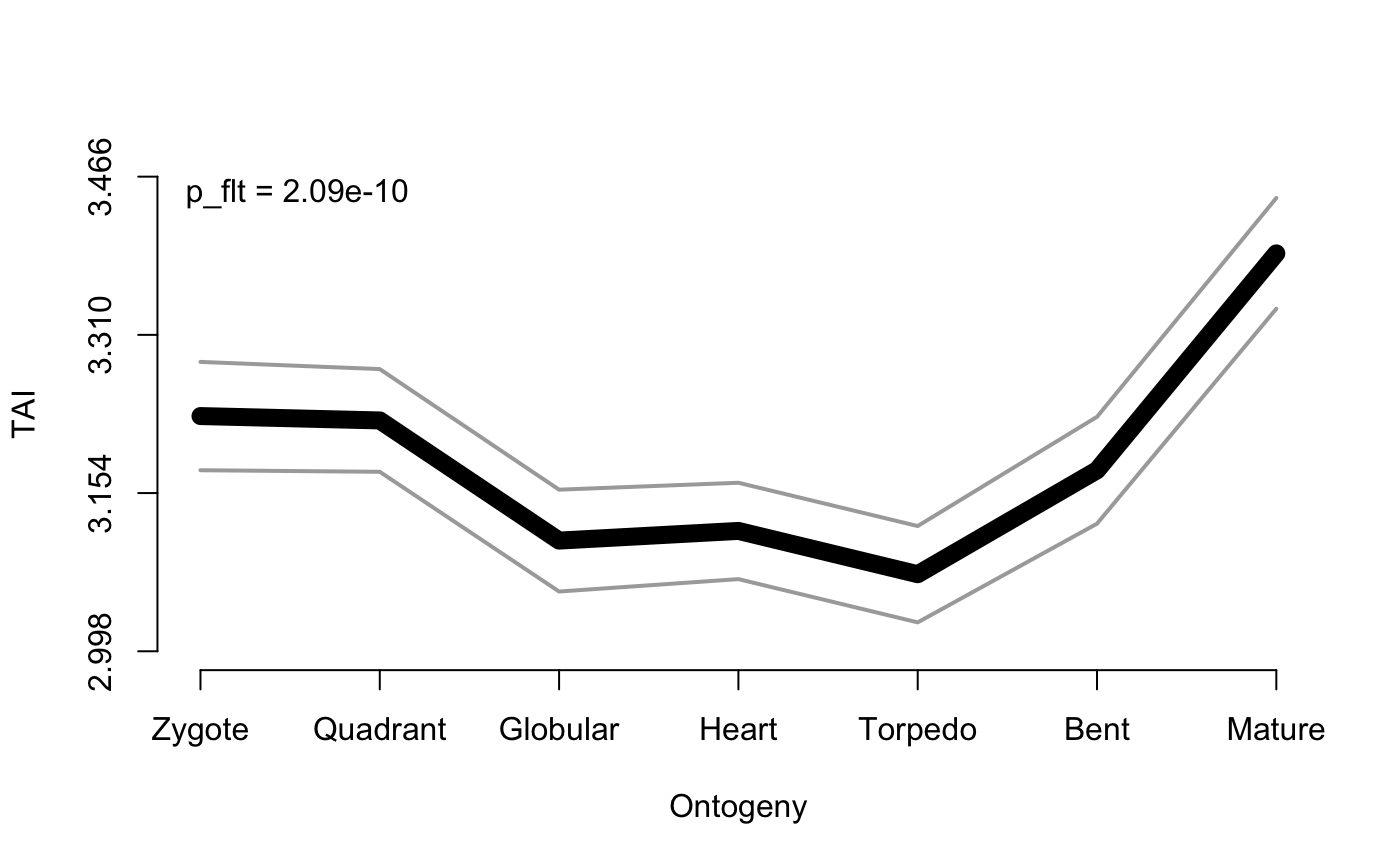 p_flt = 2.09e-10
TAI
3.466
3.310
3.154
2.998
Zygote Quadrant Globular Heart Torpedo Bent Mature
Ontogeny